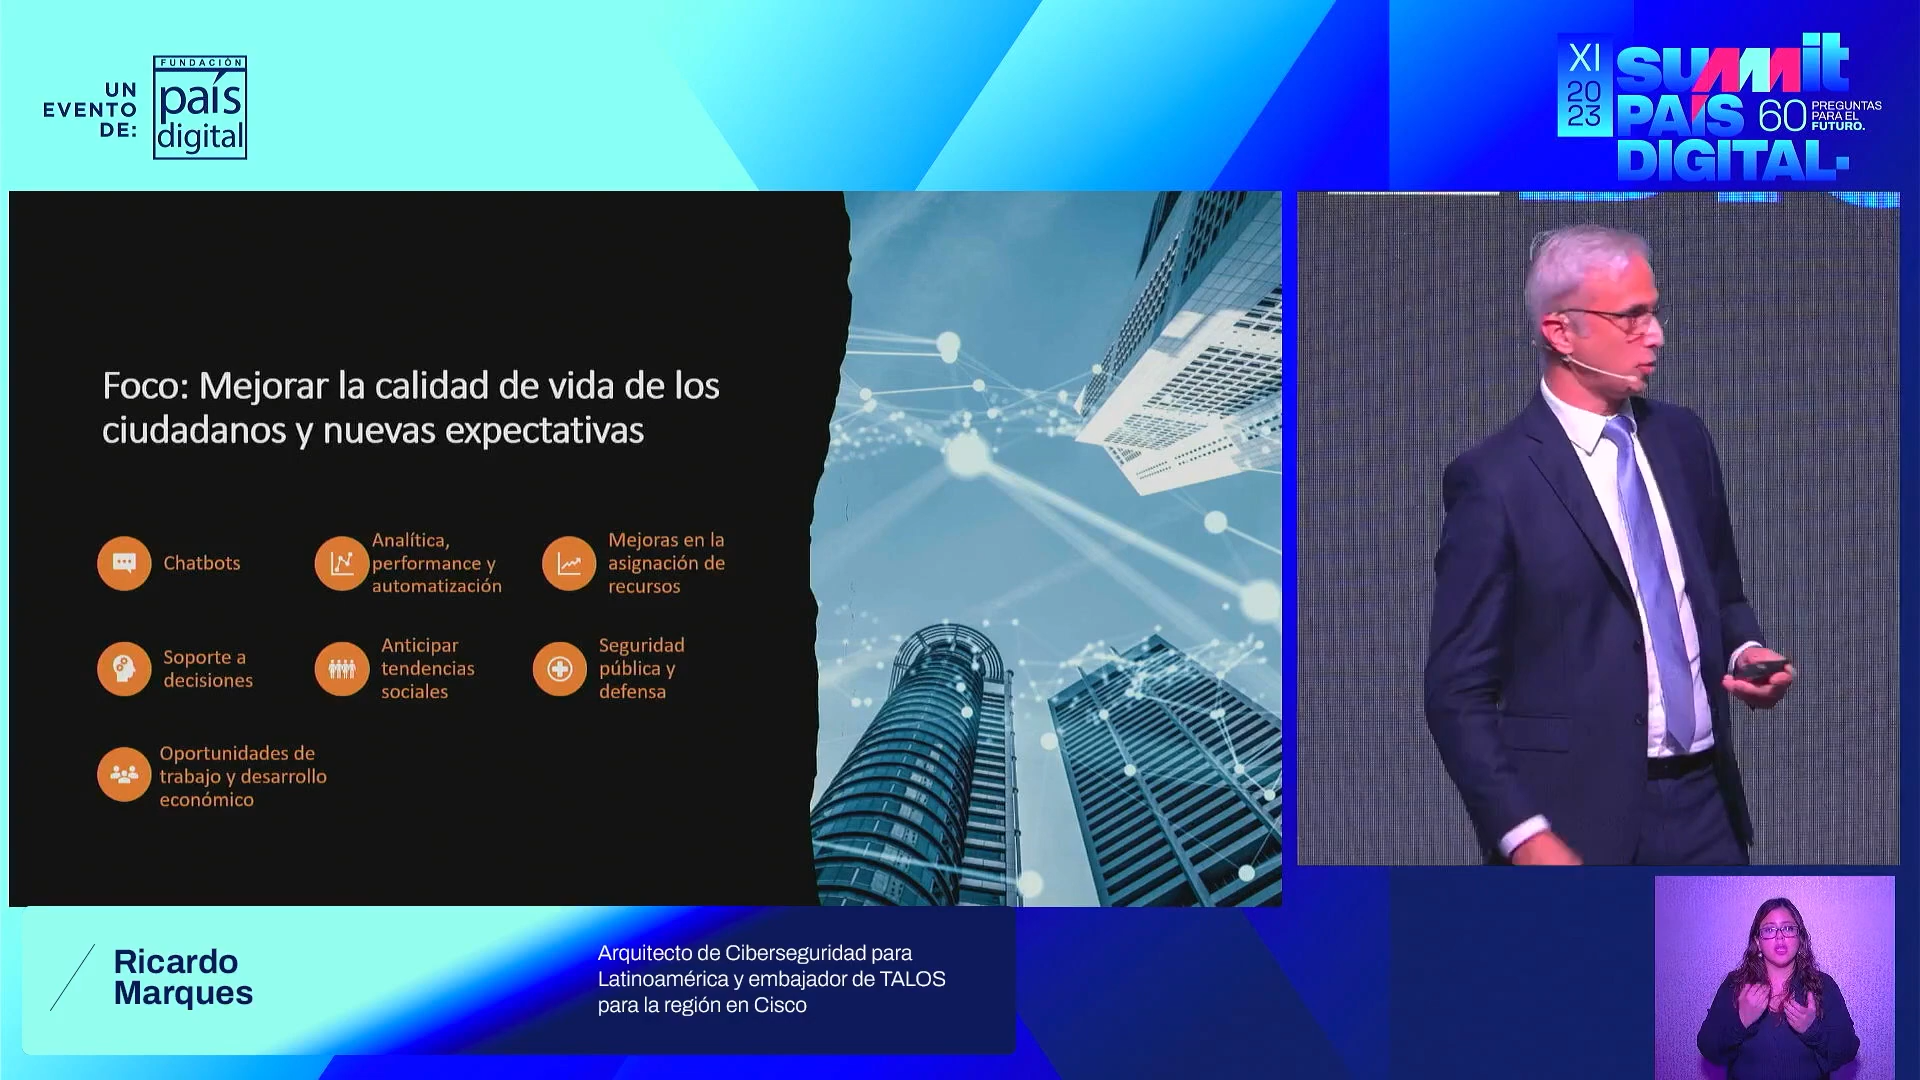 UN
EVENTO
DE:
FUNDACIÓN
país
digital
XI
20
23
summit
PAÍS
DIGITAL
60
PREGUNTAS
PARA EL
FUTURO.
Foco: Mejorar la calidad de vida de los
ciudadanos y nuevas expectativas
Chatbots
Analítica,
performance y
automatización
Mejoras en la
asignación de
recursos
Soporte a
decisiones
Anticipar
tendencias
sociales
Seguridad
pública y
defensa
Oportunidades de
trabajo y desarrollo
económico
Ricardo
Marques
Arquitecto de Ciberseguridad para
Latinoamérica y embajador de TALOS
para la región en Cisco